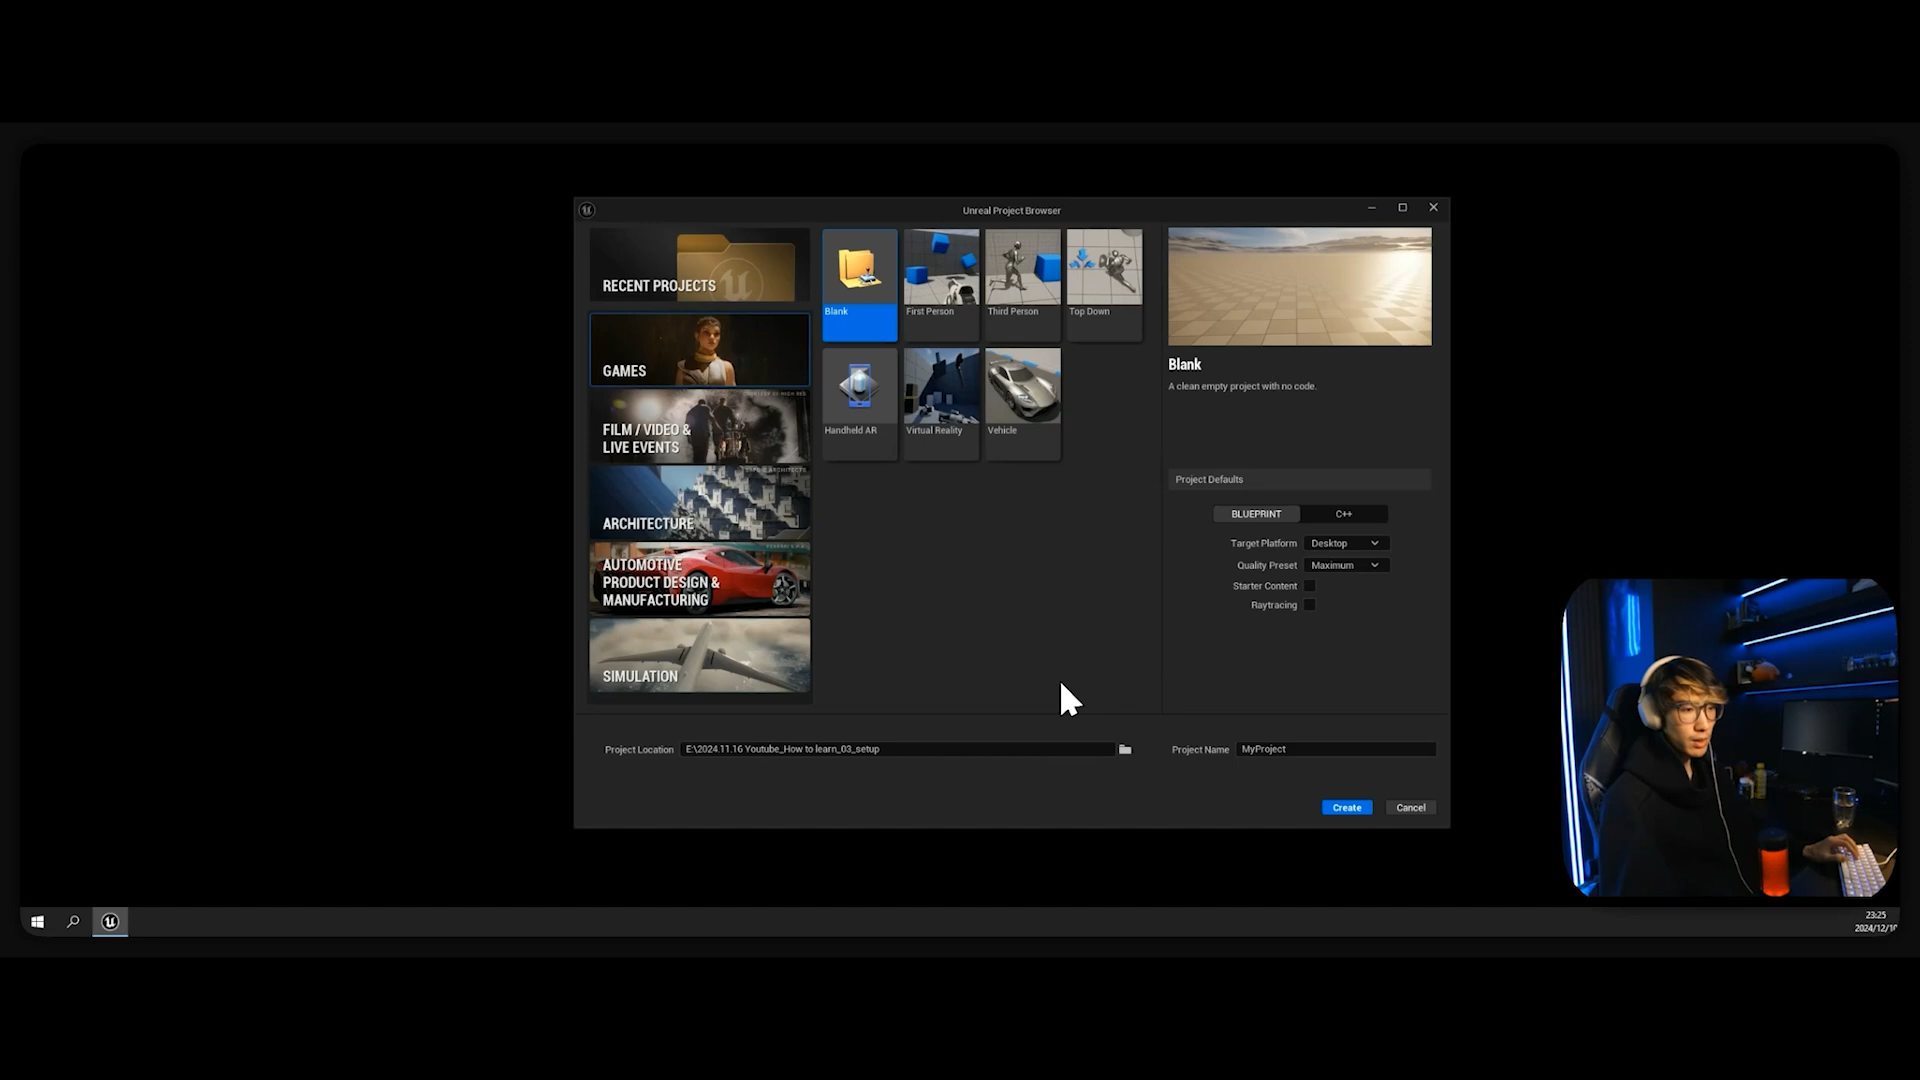 Unreal Project Browser
RECENT PROJECTS
GAMES
FILM / VIDEO &
LIVE EVENTS
ARCHITECTURE
AUTOMOTIVE
PRODUCT DESIGN &
MANUFACTURING
SIMULATION
Blank
First Person
Third Person
Top Down
Handheld AR
Virtual Reality
Vehicle
Blank
A clean empty project with no code.
Project Defaults
BLUEPRINT
C++
Target Platform
Desktop
Quality Preset
Maximum
Starter Content
Raytracing
Project Location
E:\2024.11.16 Youtube_How to learn_03_setup
Project Name
MyProject
Create
Cancel
23:25